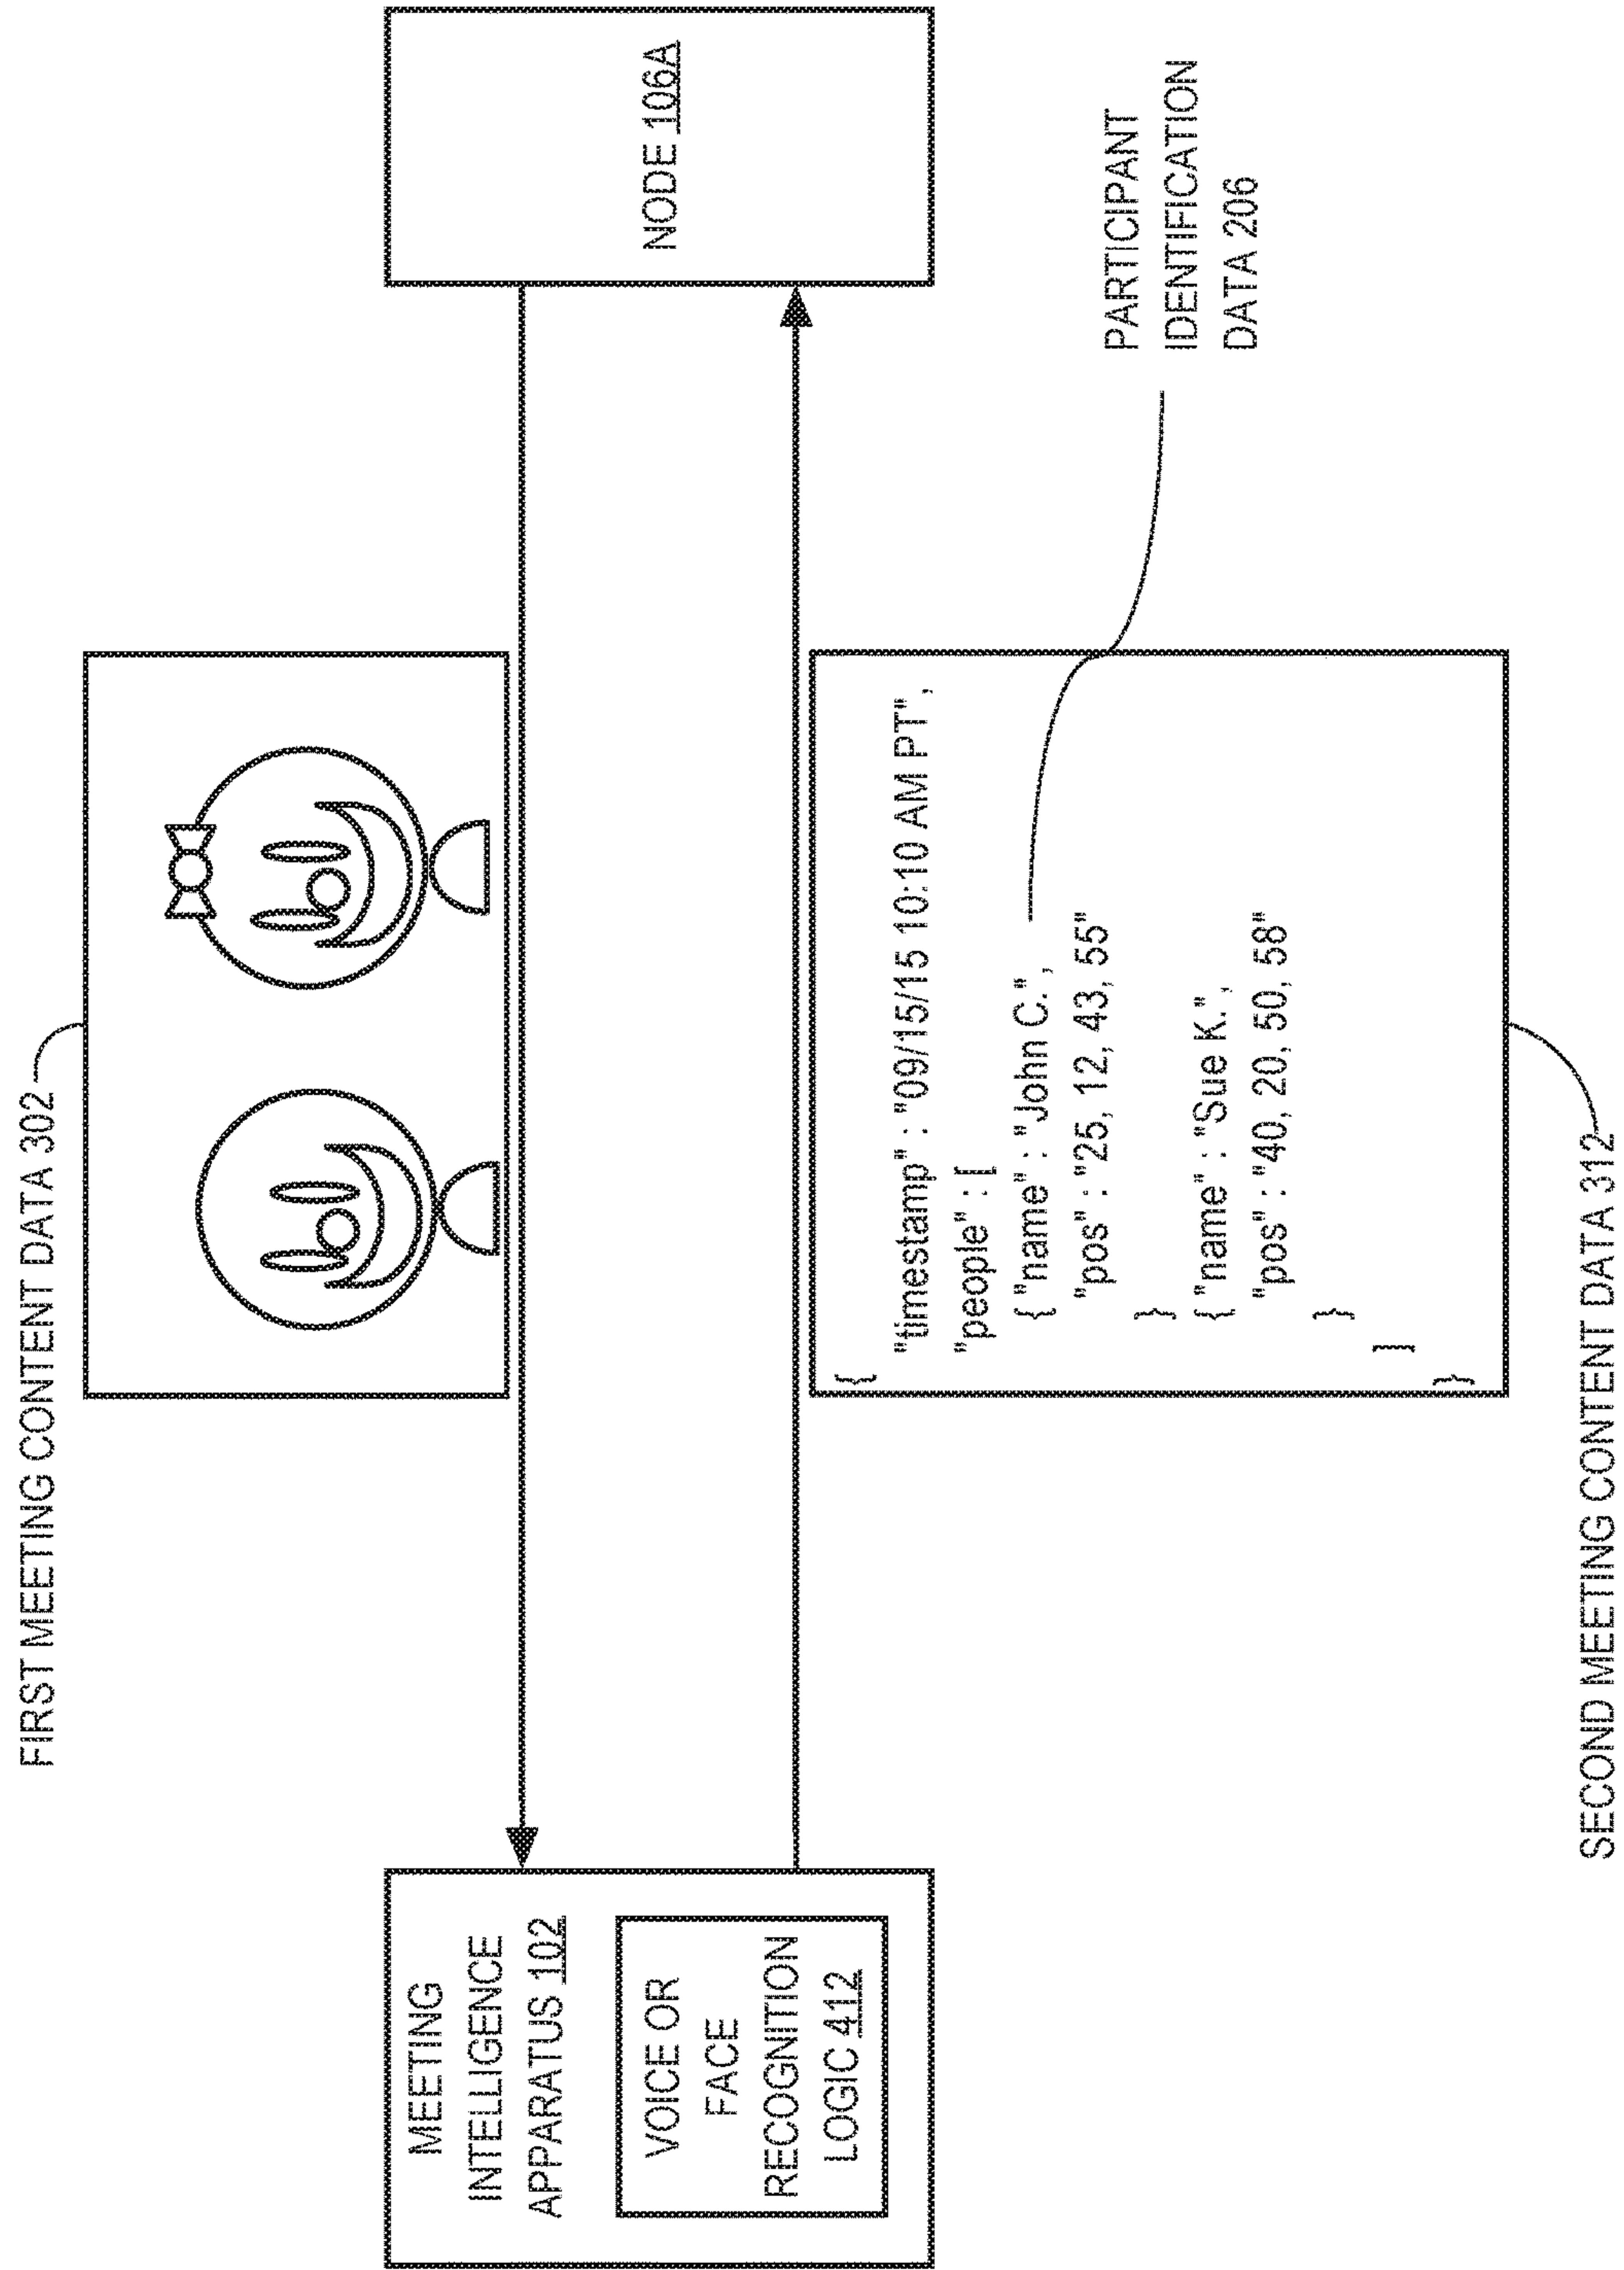 FIRST MEETING CONTENT DATA 302
MEETING
INTELLIGENCE
APPARATUS 102
VOICE OR
FACE
RECOGNITION
LOGIC 412
NODE 106A
{
"timestamp" : "09/15/15 10:10 AM PT",
"people" : [
{ "name" : "John C.",
"pos" : "25, 12, 43, 55"
}
{ "name" : "Sue K.",
"pos" : "40, 20, 50, 58"
}
]
}
PARTICIPANT
IDENTIFICATION
DATA 206
SECOND MEETING CONTENT DATA 312